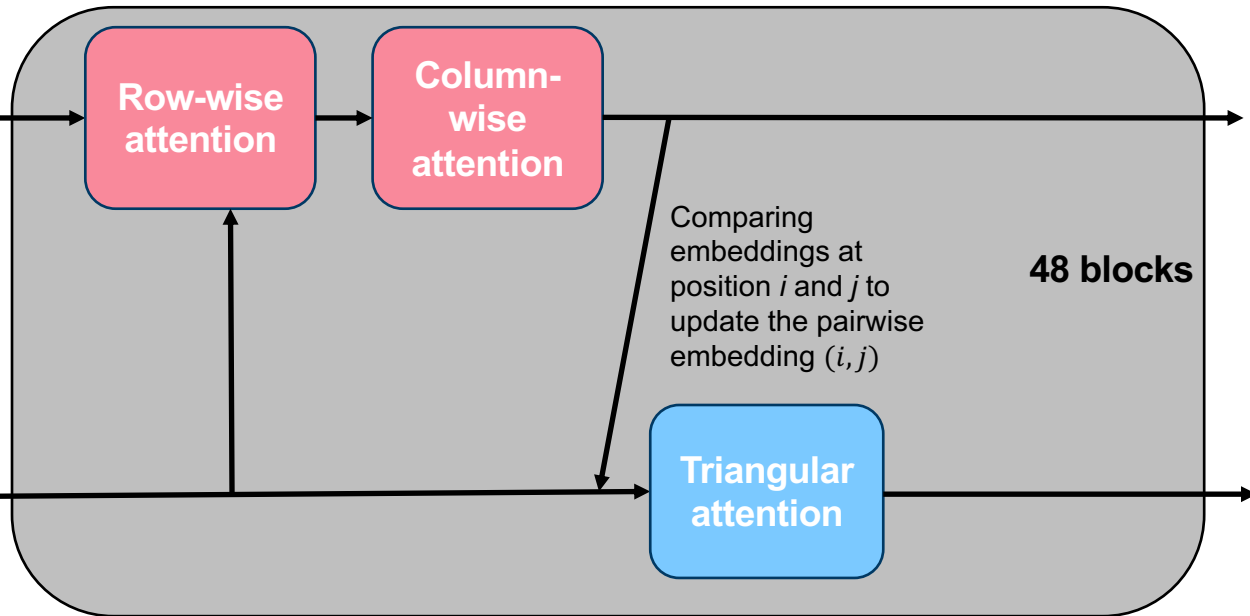 Row-wise
attention
Column-
wise
attention
Comparing
embeddings at
position i and j to
update the pairwise
embedding (i, j)
48 blocks
Triangular
attention